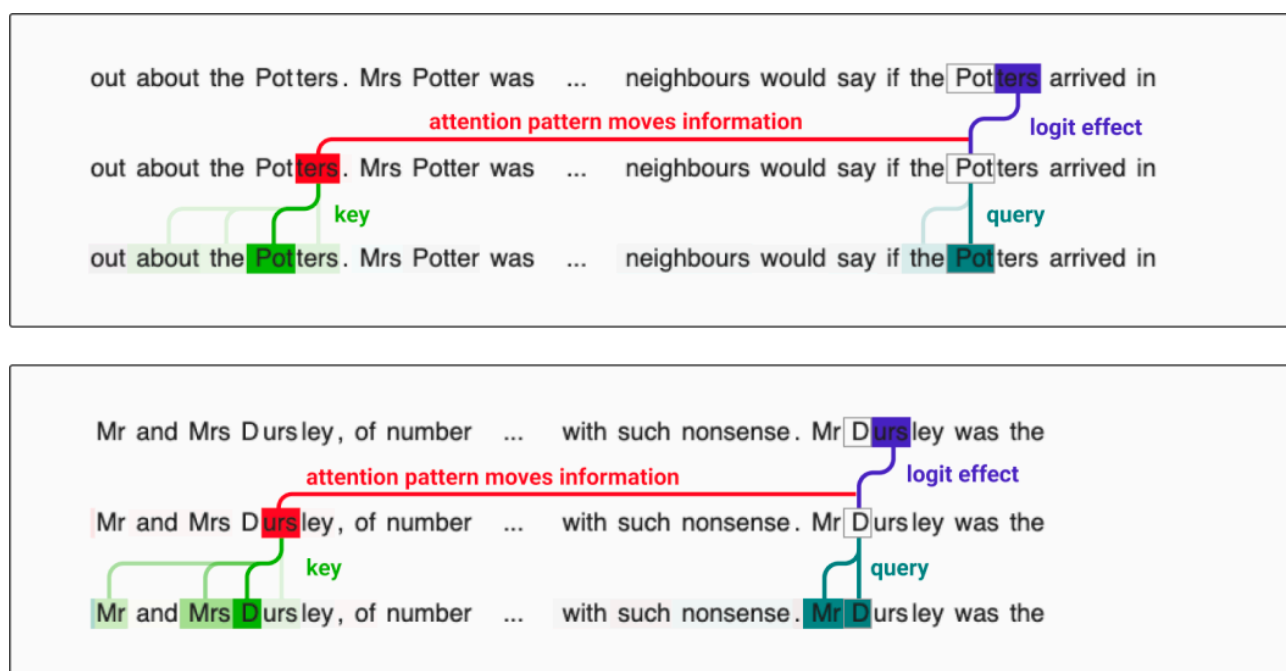 out about the Potters. Mrs Potter was ... neighbours would say if the Potters arrived in
attention pattern moves information
logit effect
out about the Potters. Mrs Potter was ... neighbours would say if the Potters arrived in
key
query
out about the Potters. Mrs Potter was ... neighbours would say if the Potters arrived in
Mr and Mrs Dursley, of number ... with such nonsense. Mr Dursley was the
attention pattern moves information
logit effect
Mr and Mrs Dursley, of number ... with such nonsense. Mr Dursley was the
key
query
Mr and Mrs Dursley, of number ... with such nonsense. Mr Dursley was the